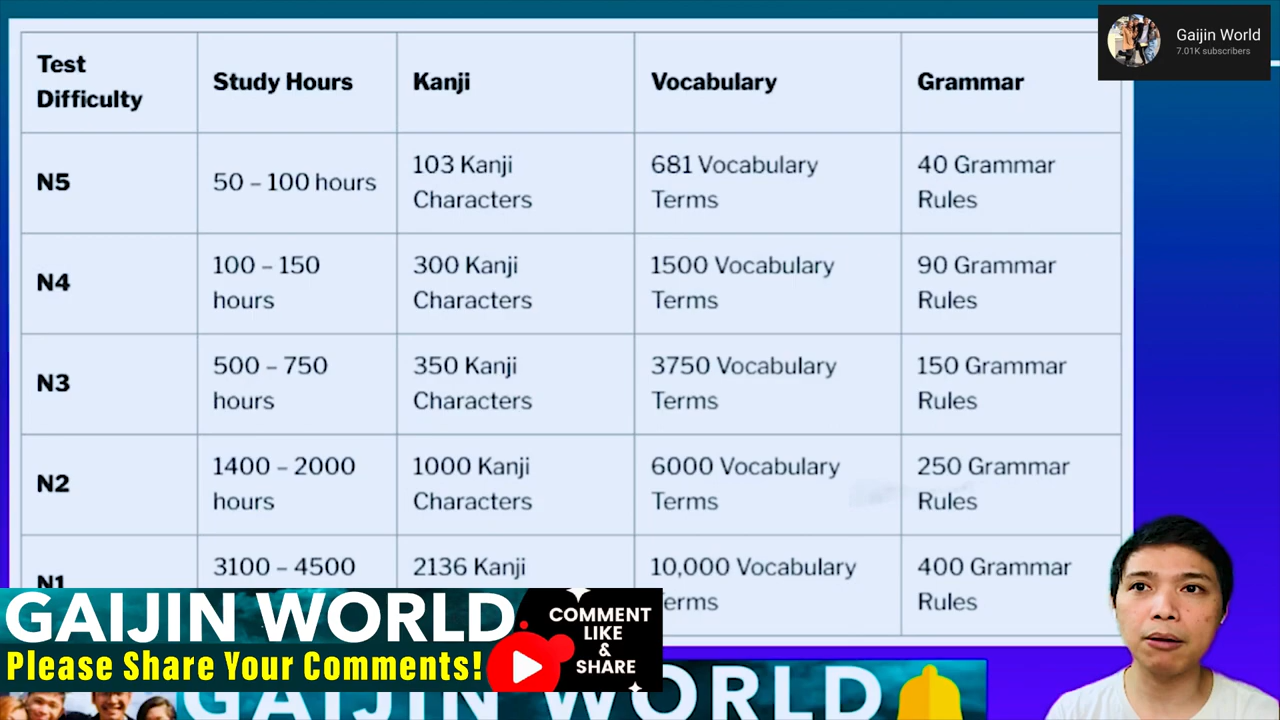 Gaijin World
7.01K subscribers
Test Difficulty
Study Hours
Kanji
Vocabulary
Grammar
N5
50 – 100 hours
103 Kanji
Characters
681 Vocabulary
Terms
40 Grammar
Rules
N4
100 – 150
hours
300 Kanji
Characters
1500 Vocabulary
Terms
90 Grammar
Rules
N3
500 – 750
hours
350 Kanji
Characters
3750 Vocabulary
Terms
150 Grammar
Rules
N2
1400 – 2000
hours
1000 Kanji
Characters
6000 Vocabulary
Terms
250 Grammar
Rules
N1
3100 – 4500
2136 Kanji
10,000 Vocabulary
erms
400 Grammar
Rules
GAIJIN WORLD
Please Share Your Comments!
COMMENT
LIKE
&
SHARE
GAIJIN WORLD